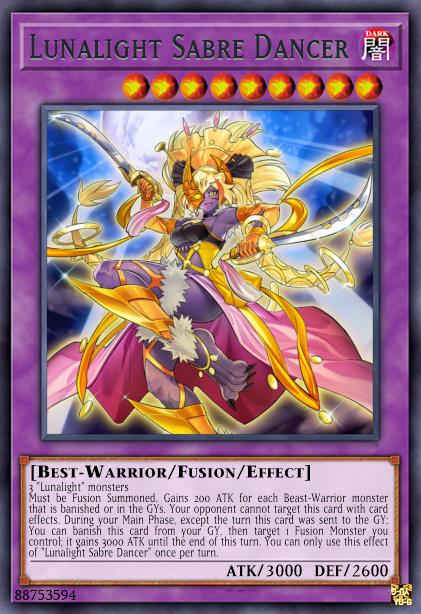 LUNALIGHT SABRE DANCER
DARK
闇
[BEST-WARRIOR/FUSION/EFFECT]
3 "Lunalight" monsters
Must be Fusion Summoned. Gains 200 ATK for each Beast-Warrior monster
that is banished or in the GYs. Your opponent cannot target this card with card
effects. During your Main Phase, except the turn this card was sent to the GY:
You can banish this card from your GY, then target 1 Fusion Monster you
control; it gains 3000 ATK until the end of this turn. You can only use this effect
of "Lunalight Sabre Dancer" once per turn.
ATK/3000 DEF/2600
88753594